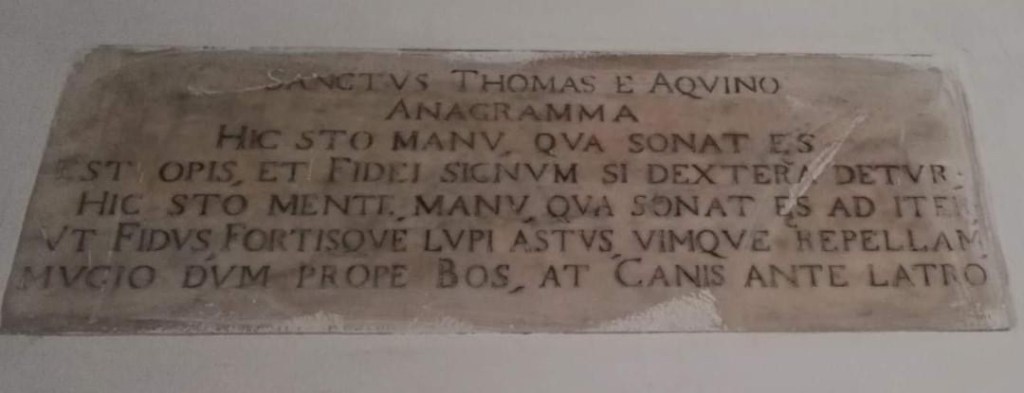 SANCTVS THOMAS E AQVINO
ANAGRAMMA
HIC STO MANV, QVA SONAT ES
EST OPIS, ET FIDEI SIGNVM SI DEXTERA DETVR:
HIC STO MENTE, MANV, QVA SONAT ES AD ITER
VT FIDVS, FORTISQVE LVPI ASTVS, VIMQVE REPELLAM
MVGIO DVM PROPE BOS, AT CANIS ANTE LATRO